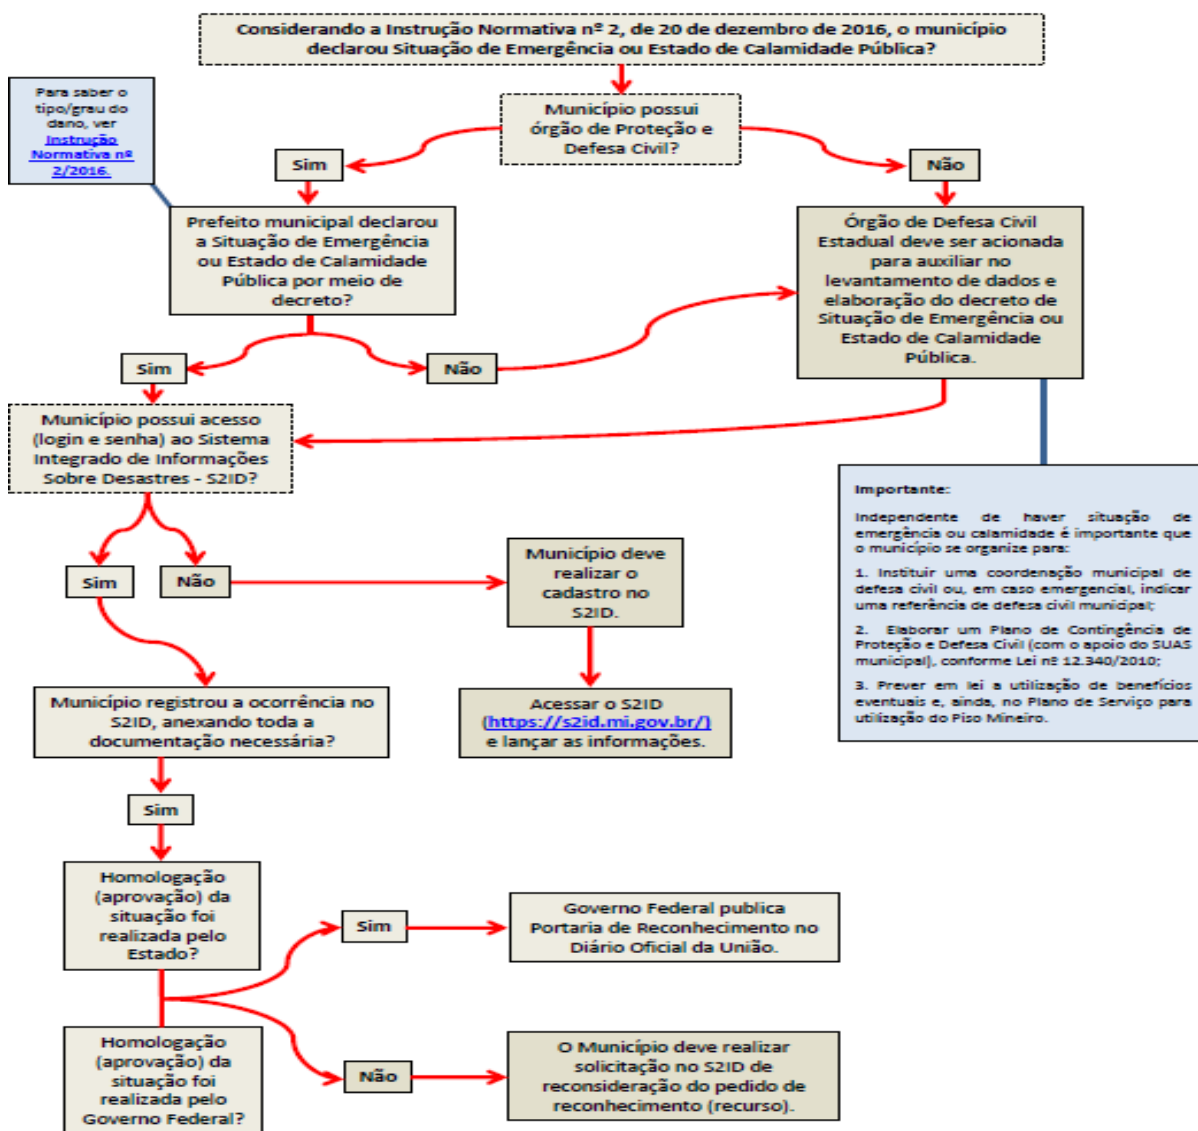 Considerando a Instrução Normativa nº 2, de 20 de dezembro de 2016, o município
declarou Situação de Emergência ou Estado de Calamidade Pública?
Para saber o
tipo/grau do
dano, ver
Instrução
Normativa nº
2/2016.
Município possui
órgão de Proteção e
Defesa Civil?
Sim
Não
Prefeito municipal declarou
a Situação de Emergência
ou Estado de Calamidade
Pública por meio de
decreto?
Órgão de Defesa Civil
Estadual deve ser acionada
para auxiliar no
levantamento de dados e
elaboração do decreto de
Situação de Emergência ou
Estado de Calamidade
Pública.
Sim
Não
Município possui acesso
(login e senha) ao Sistema
Integrado de Informações
Sobre Desastres - S2ID?
Importante:
Independente de haver situação de
emergência ou calamidade é importante que
o município se organize para:
1. Instituir uma coordenação municipal de
defesa civil ou, em caso emergencial, indicar
uma referência de defesa civil municipal;
2. Elaborar um Plano de Contingência de
Proteção e Defesa Civil (com o apoio do SUAS
municipal), conforme Lei nº 12.340/2010;
3. Prever em lei a utilização de benefícios
eventuais e, ainda, no Plano de Serviço para
utilização do Piso Mineiro.
Sim
Não
Município deve
realizar o
cadastro no
S2ID.
Município registrou a ocorrência no
S2ID, anexando toda a
documentação necessária?
Acessar o S2ID
(https://s2id.mi.gov.br/)
e lançar as informações.
Sim
Homologação
(aprovação) da
situação foi
realizada pelo
Estado?
Sim
Governo Federal publica
Portaria de Reconhecimento no
Diário Oficial da União.
Homologação
(aprovação) da
situação foi
realizada pelo
Governo Federal?
Não
O Município deve realizar
solicitação no S2ID de
reconsideração do pedido de
reconhecimento (recurso).